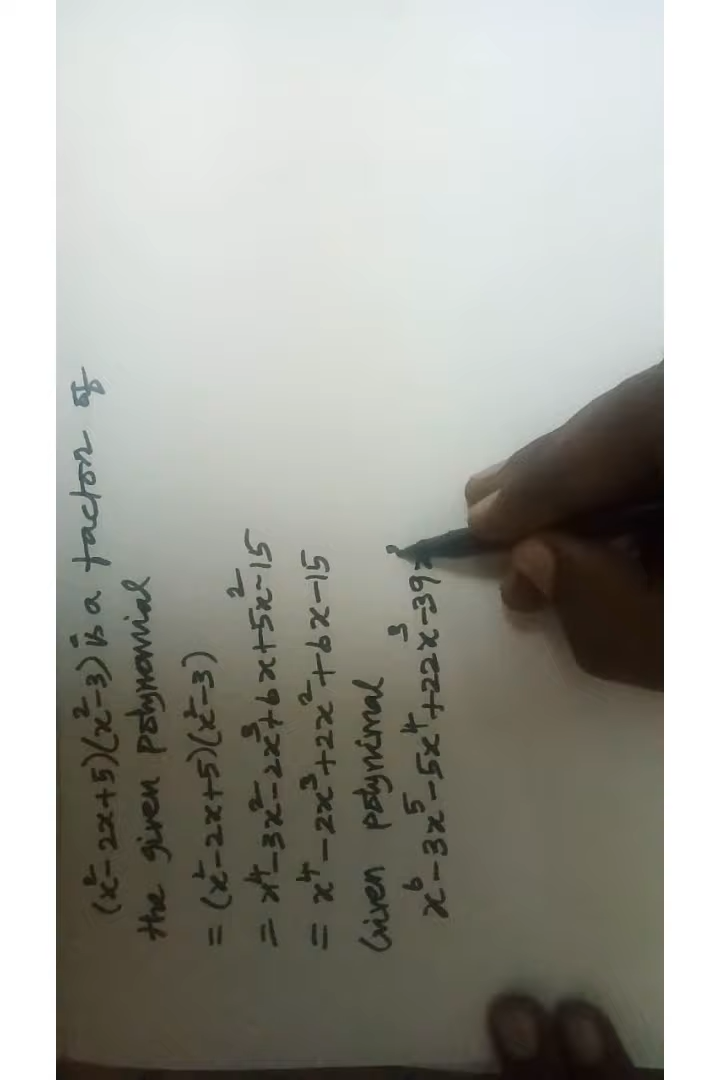 (x²-2x+5)(x²-3) is a factor of
the given polynomial
= (x²-2x+5)(x²-3)
= x⁴-3x²-2x³+6x+5x²-15
= x⁴-2x³+2x²+6x-15
Given polynimal
x⁶-3x⁵-5x⁴+22x³-39x